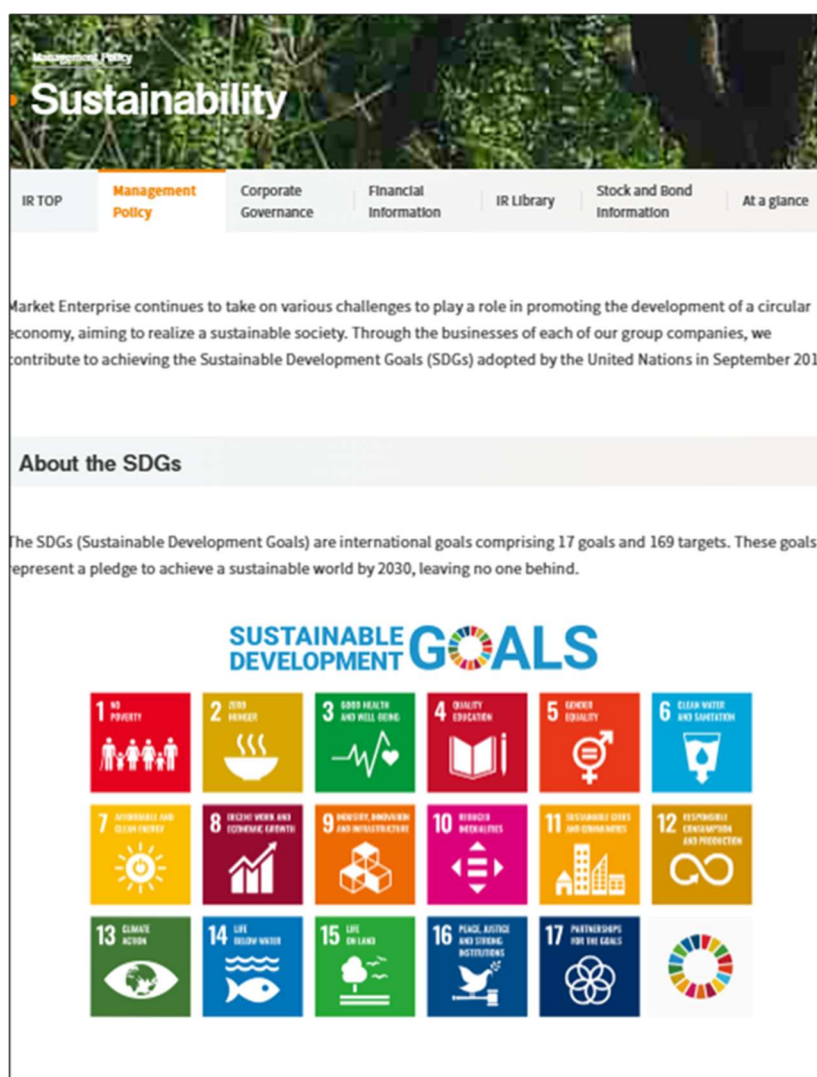 Management Policy
Sustainability
IR TOP
Management
Policy
Corporate
Governance
Financial
Information
IR Library
Stock and Bond
Information
At a glance
Market Enterprise continues to take on various challenges to play a role in promoting the development of a circular
economy, aiming to realize a sustainable society. Through the businesses of each of our group companies, we
contribute to achieving the Sustainable Development Goals (SDGs) adopted by the United Nations in September 201
About the SDGs
The SDGs (Sustainable Development Goals) are international goals comprising 17 goals and 169 targets. These goals
represent a pledge to achieve a sustainable world by 2030, leaving no one behind.
SUSTAINABLE
DEVELOPMENT GOALS
1 NO
POVERTY
2 ZERO
HUNGER
3 GOOD HEALTH
AND WELL-BEING
4 QUALITY
EDUCATION
5 GENDER
EQUALITY
6 CLEAN WATER
AND SANITATION
7 AFFORDABLE AND
CLEAN ENERGY
8 DECENT WORK AND
ECONOMIC GROWTH
9 INDUSTRY, INNOVATION
AND INFRASTRUCTURE
10 REDUCED
INEQUALITIES
11 SUSTAINABLE CITIES
AND COMMUNITIES
12 RESPONSIBLE
CONSUMPTION
AND PRODUCTION
13 CLIMATE
ACTION
14 LIFE
BELOW WATER
15 LIFE
ON LAND
16 PEACE, JUSTICE
AND STRONG
INSTITUTIONS
17 PARTNERSHIPS
FOR THE GOALS